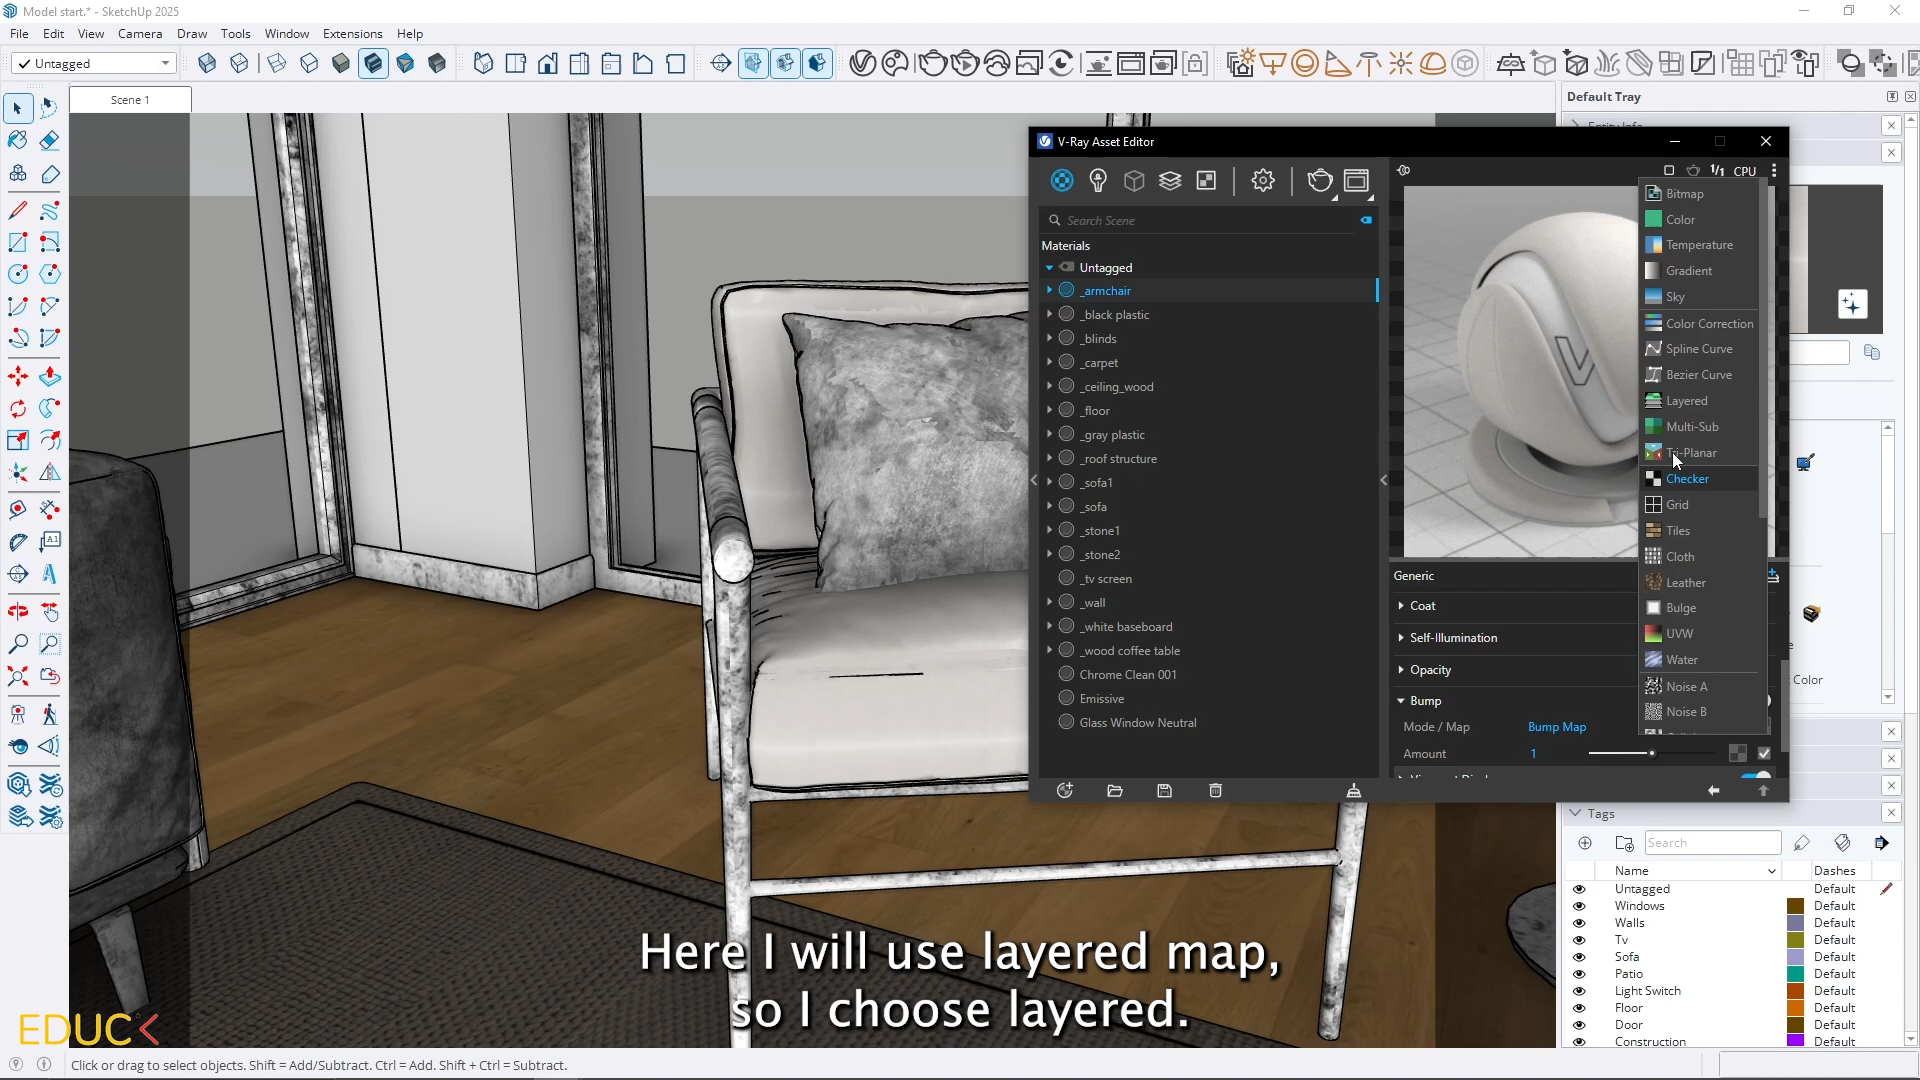 Model start.* - SketchUp 2025
File Edit View Camera Draw Tools Window Extensions Help
Untagged
Scene 1
Default Tray
V-Ray Asset Editor
1/1 CPU
Search Scene
Materials
Untagged
_armchair
_black plastic
_blinds
_carpet
_ceiling_wood
_floor
_gray plastic
_roof structure
_sofa1
_sofa
_stone1
_stone2
_tv screen
_wall
_white baseboard
_wood coffee table
Chrome Clean 001
Emissive
Glass Window Neutral
Bitmap
Color
Temperature
Gradient
Sky
Color Correction
Spline Curve
Bezier Curve
Layered
Multi-Sub
Tri-Planar
Checker
Grid
Tiles
Cloth
Leather
Bulge
UVW
Water
Noise A
Noise B
Generic
Coat
Self-Illumination
Opacity
Bump
Mode / Map Bump Map
Amount 1
Color
Tags
Search
Name Dashes
Untagged Default
Windows Default
Walls Default
Tv Default
Sofa Default
Patio Default
Light Switch Default
Floor Default
Door Default
Construction Default
Here I will use layered map,
so I choose layered.
EDUC
Click or drag to select objects. Shift = Add/Subtract. Ctrl = Add. Shift + Ctrl = Subtract.